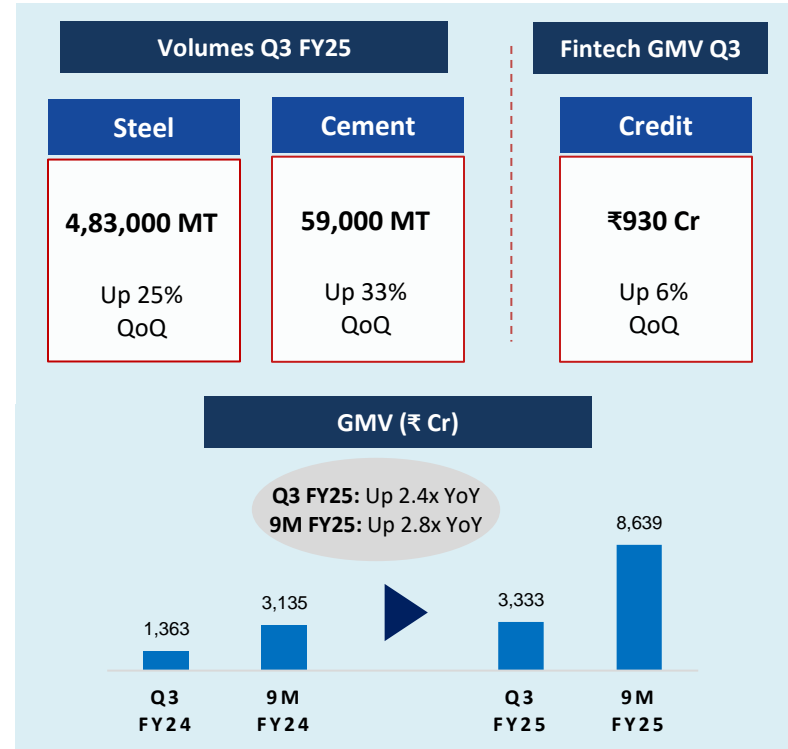 Volumes Q3 FY25
Fintech GMV Q3
Steel
Cement
Credit
4,83,000 MT
Up 25%
QoQ
59,000 MT
Up 33%
QoQ
₹930 Cr
Up 6%
QoQ
GMV (₹ Cr)
Q3 FY25: Up 2.4x YoY
9M FY25: Up 2.8x YoY
1,363
3,135
3,333
8,639
Q3
FY24
9M
FY24
Q3
FY25
9M
FY25